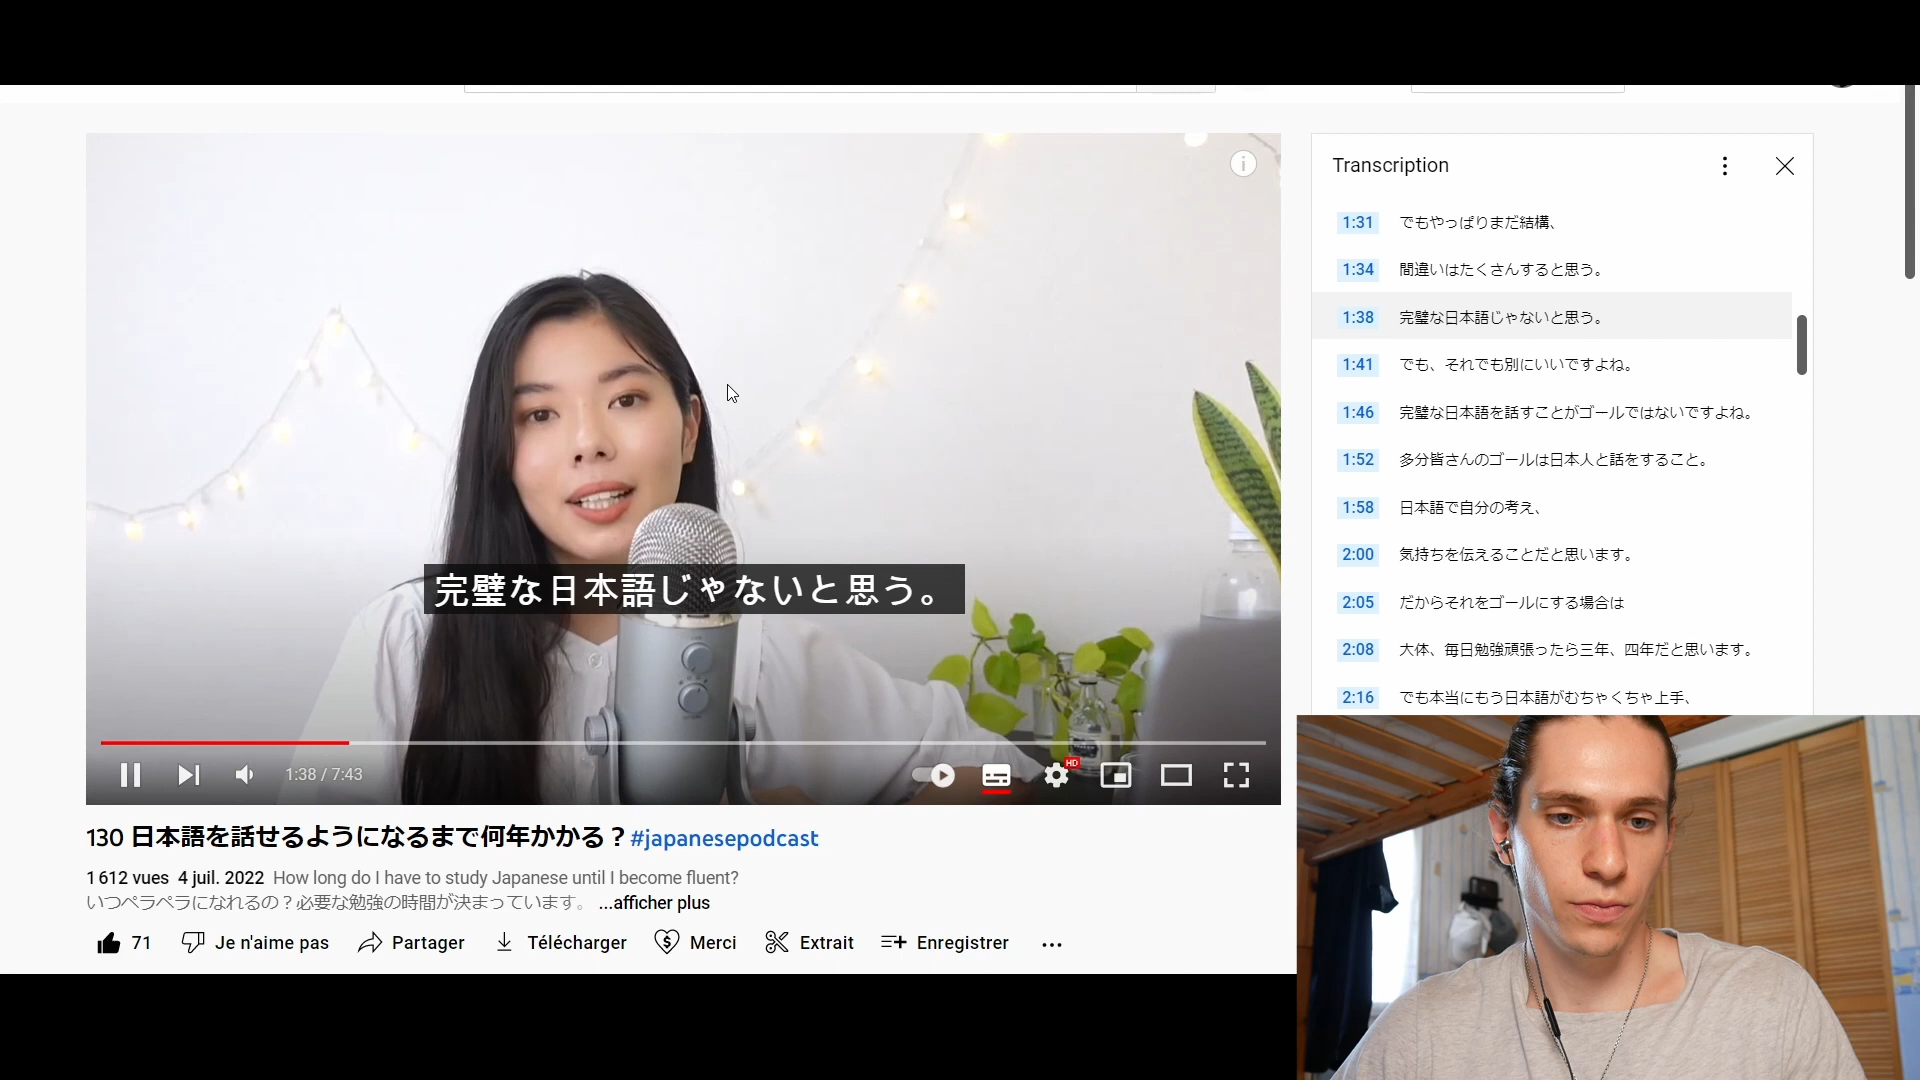 Transcription
1:31 でもやっぱりまだ結構、
1:34 間違いはたくさんすると思う。
1:38 完璧な日本語じゃないと思う。
1:41 でも、それでも別にいいですよね。
1:46 完璧な日本語を話すことがゴールではないですよね。
1:52 多分皆さんのゴールは日本人と話をすること。
1:58 日本語で自分の考え、
2:00 気持ちを伝えることだと思います。
2:05 だからそれをゴールにする場合は
2:08 大体、毎日勉強頑張ったら三年、四年だと思います。
2:16 でも本当にもう日本語がむちゃくちゃ上手、
完璧な日本語じゃないと思う。
1:38 / 7:43
HD
130 日本語を話せるようになるまで何年かかる？#japanesepodcast
1 612 vues 4 juil. 2022 How long do I have to study Japanese until I become fluent?
いつペラペラになれるの？必要な勉強の時間が決まっています。 ...afficher plus
71 Je n'aime pas Partager Télécharger Merci Extrait Enregistrer